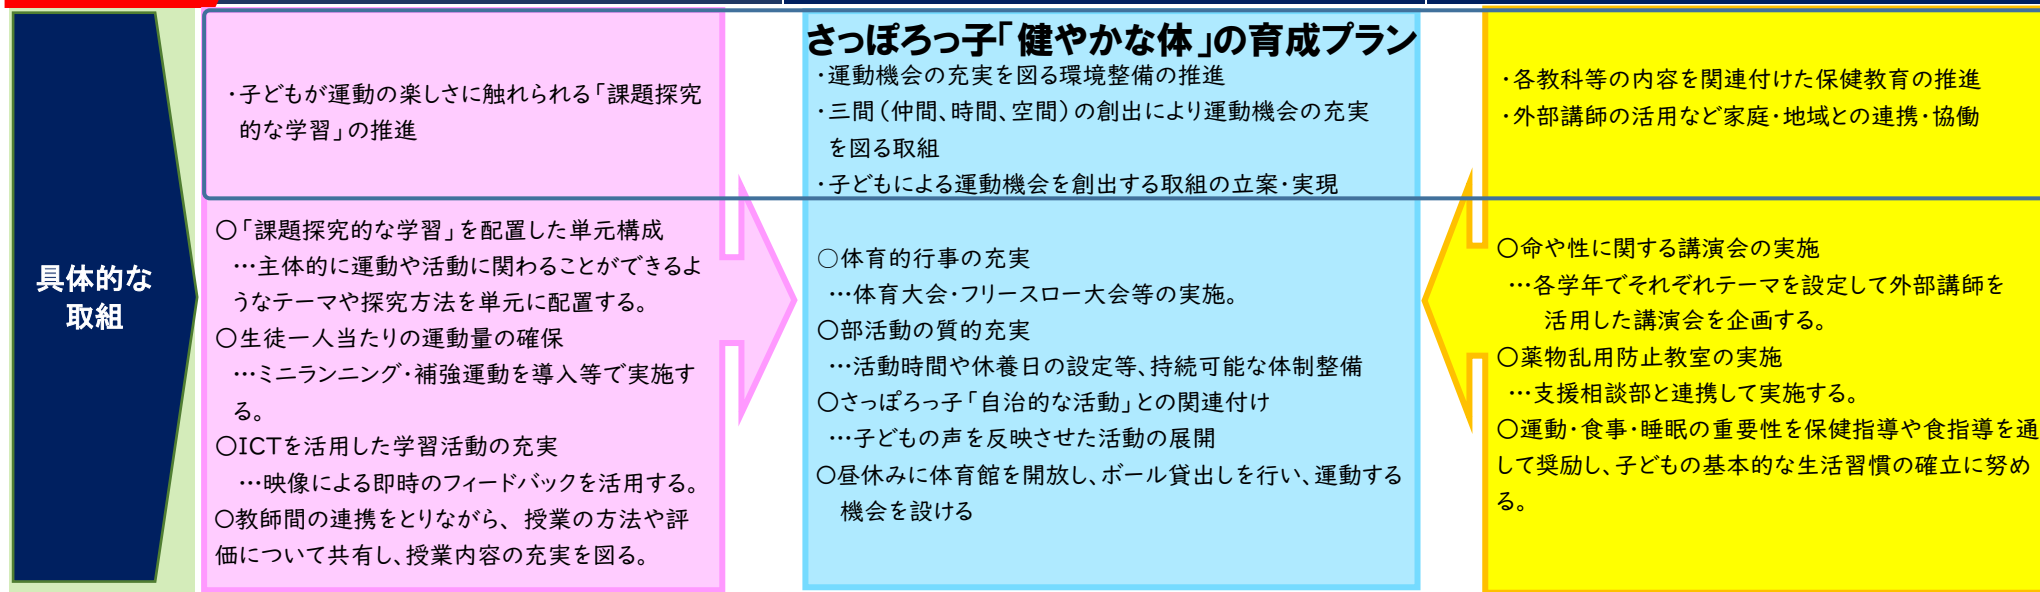 さっぽろっ子「健やかな体」の育成プラン
具体的な
取組
・子どもが運動の楽しさに触れられる「課題探究
的な学習」の推進
〇「課題探究的な学習」を配置した単元構成
…主体的に運動や活動に関わることができるよ
うなテーマや探究方法を単元に配置する。
〇生徒一人当たりの運動量の確保
…ミニランニング・補強運動を導入等で実施す
る。
〇ICTを活用した学習活動の充実
…映像による即時のフィードバックを活用する。
〇教師間の連携をとりながら、授業の方法や評
価について共有し、授業内容の充実を図る。
・運動機会の充実を図る環境整備の推進
・三間（仲間、時間、空間）の創出により運動機会の充実
を図る取組
・子どもによる運動機会を創出する取組の立案・実現
○体育的行事の充実
…体育大会・フリースロー大会等の実施。
〇部活動の質的充実
…活動時間や休養日の設定等、持続可能な体制整備
〇さっぽろっ子「自治的な活動」との関連付け
…子どもの声を反映させた活動の展開
〇昼休みに体育館を開放し、ボール貸出しを行い、運動する
機会を設ける
・各教科等の内容を関連付けた保健教育の推進
・外部講師の活用など家庭・地域との連携・協働
〇命や性に関する講演会の実施
…各学年でそれぞれテーマを設定して外部講師を
活用した講演会を企画する。
〇薬物乱用防止教室の実施
…支援相談部と連携して実施する。
〇運動・食事・睡眠の重要性を保健指導や食指導を通
して奨励し、子どもの基本的な生活習慣の確立に努め
る。